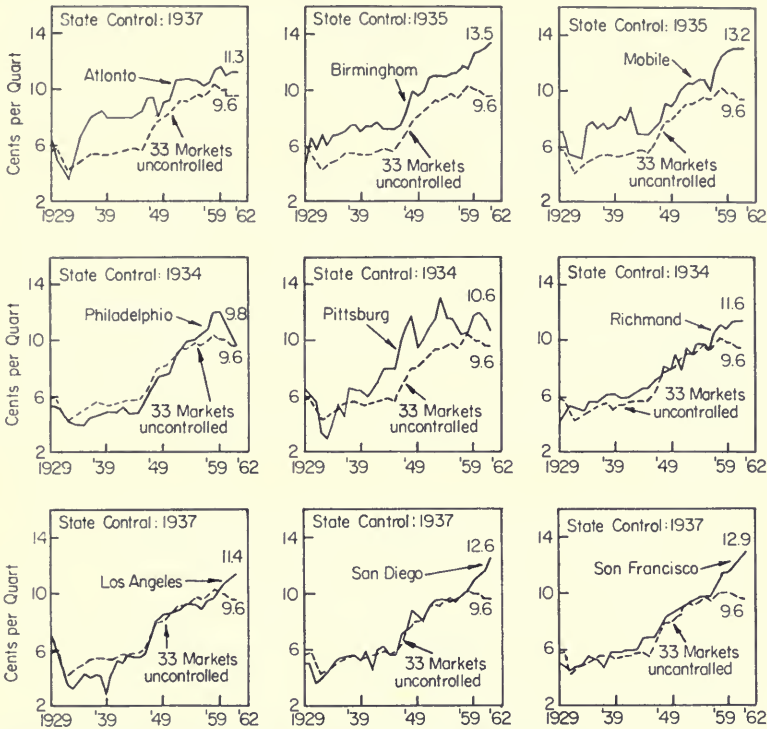 State Control: 1937
14
11.3
Atlonto
10
9.6
6
33 Morkets
uncontrolled
2
1929 '39 '49 '59 '62
Cents per Quart
State Control: 1935
14
13.5
Birminghom
10
9.6
6
33 Markets
uncontrolled
2
1929 '39 '49 '59 '62
State Control: 1935
14
13.2
Mobile
10
9.6
6
33 Markets
uncantrolled
2
1929 '39 '49 '59 '62
State Contral: 1934
14
Philadelphio
9.8
10
9.6
6
33 Markets
uncontrolled
2
1929 '39 '49 '59 '62
Cents per Quart
State Control: 1934
14
10.6
Pittsburg
10
9.6
6
33 Markets
uncontrolled
2
1929 '39 '49 '59 '62
State Control: 1934
14
11.6
Richmand
10
9.6
6
33 Markets
uncontralled
2
1929 '39 '49 '59 '62
State Control: 1937
14
11.4
Los Angeles
10
9.6
6
33 Markets
uncontrolled
2
1929 '39 '49 '59 '62
Cents per Quart
State Cantrol: 1937
14
12.6
San Diego
10
9.6
6
33 Markets
uncontrolled
2
1929 '39 '49 '59 '62
State Control: 1937
14
12.9
Son Francisco
10
9.6
6
33 Markets
uncantralled
2
1929 '39 '49 '59 '62